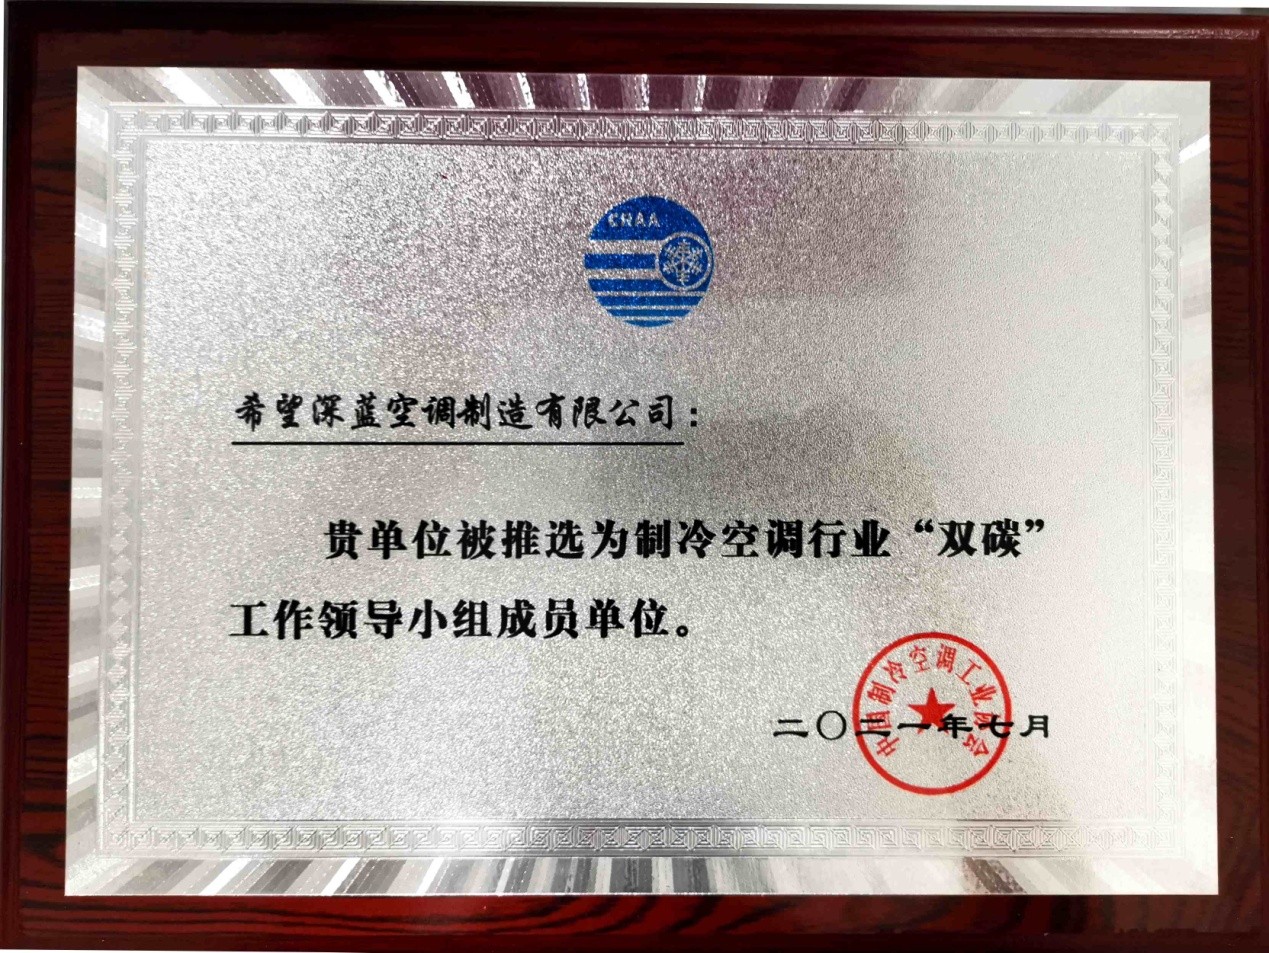 CRAA
希望深蓝空调制造有限公司：
贵单位被推选为制冷空调行业“双碳”
工作领导小组成员单位。
中国制冷空调工业协会
二〇二一年七月